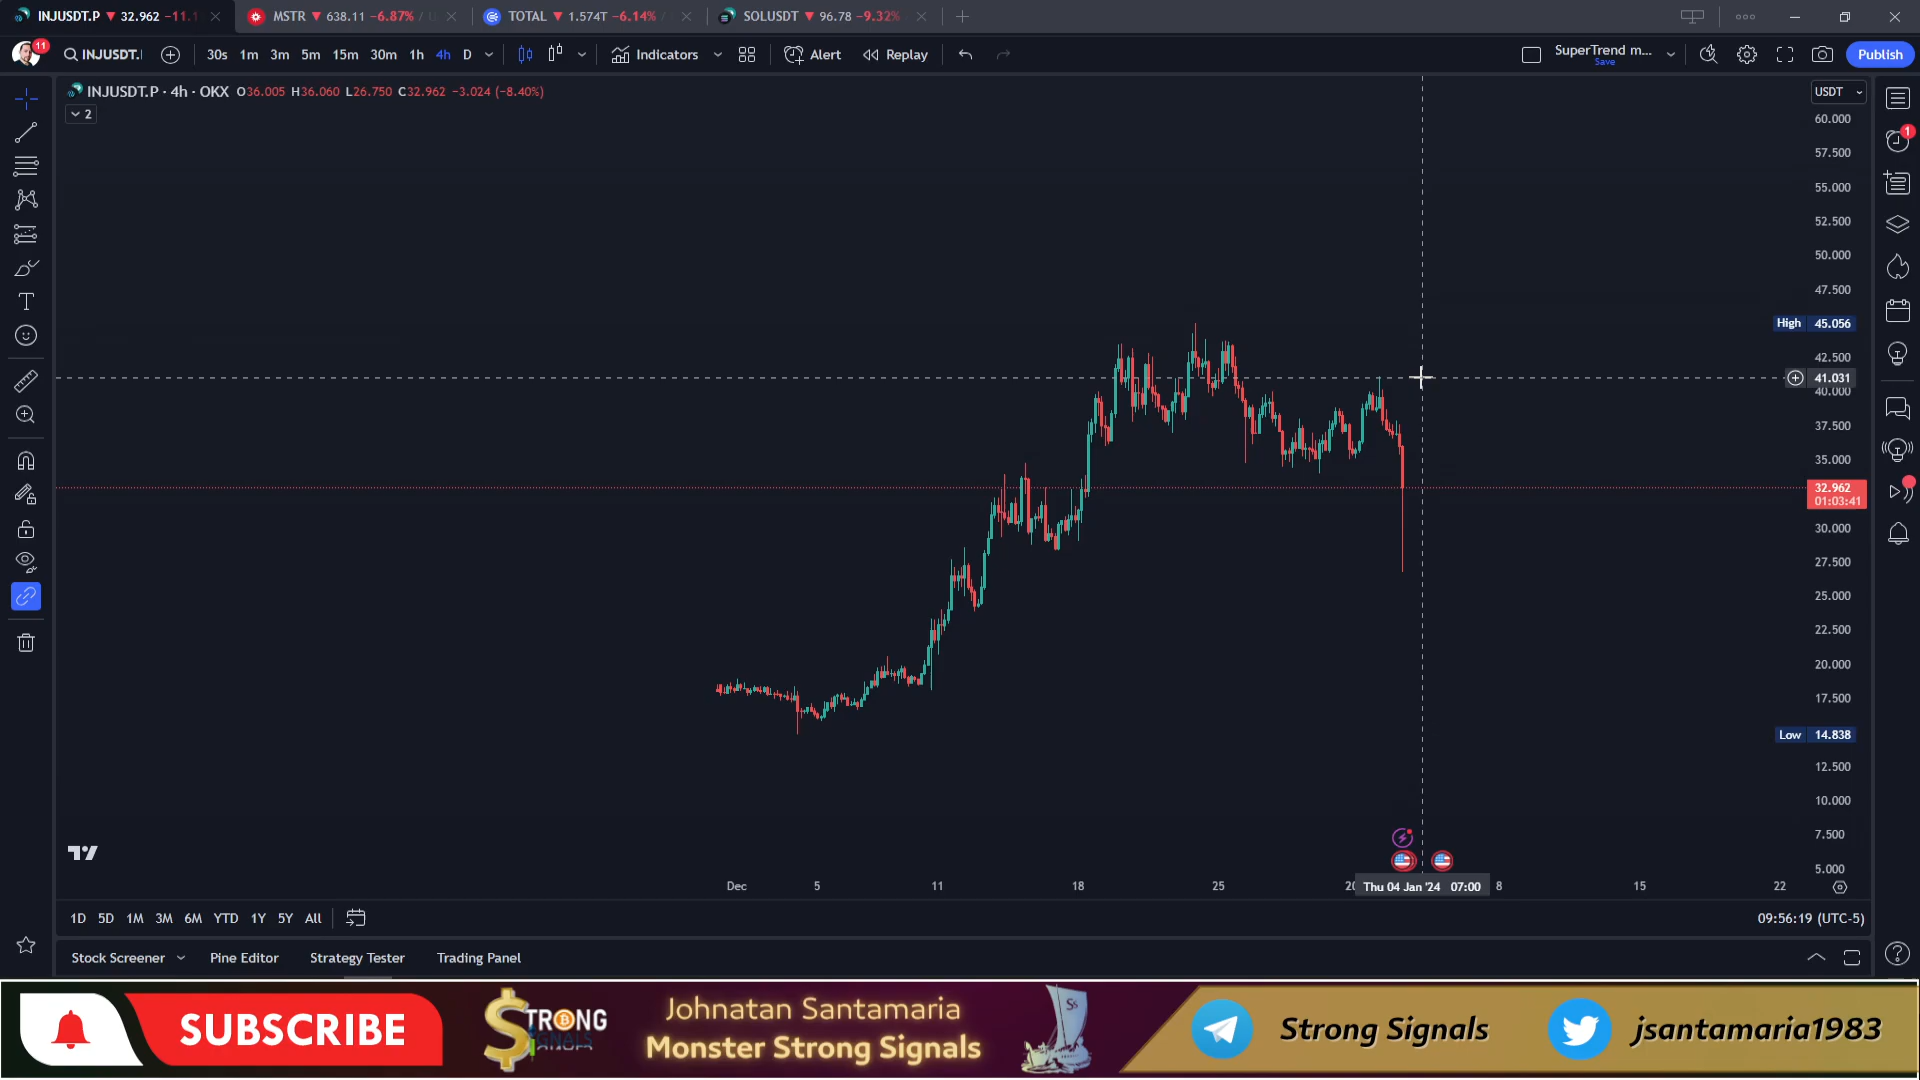 INJUSDT.P ▼ 32.962 −11.1
MSTR ▼ 638.11 −6.87% /
TOTAL ▼ 1.574T −6.14% /
SOLUSDT ▼ 96.78 −9.32%
11
INJUSDT.
30s 1m 3m 5m 15m 30m 1h 4h D
Indicators
Alert
Replay
SuperTrend m...
Save
Publish
INJUSDT.P · 4h · OKX O36.005 H36.060 L26.750 C32.962 −3.024 (−8.40%)
2
USDT
1
60.000
57.500
55.000
52.500
50.000
47.500
High 45.056
42.500
41.031
40.000
37.500
35.000
32.962
01:03:41
30.000
27.500
25.000
22.500
20.000
17.500
Low 14.838
12.500
10.000
7.500
5.000
Dec 5 11 18 25 Thu 04 Jan '24 07:00 8 15 22
1D 5D 1M 3M 6M YTD 1Y 5Y All
09:56:19 (UTC-5)
Stock Screener Pine Editor Strategy Tester Trading Panel
SUBSCRIBE
STRONG
SIGNALS
Johnatan Santamaria
Monster Strong Signals
Ss
Strong Signals
jsantamaria1983